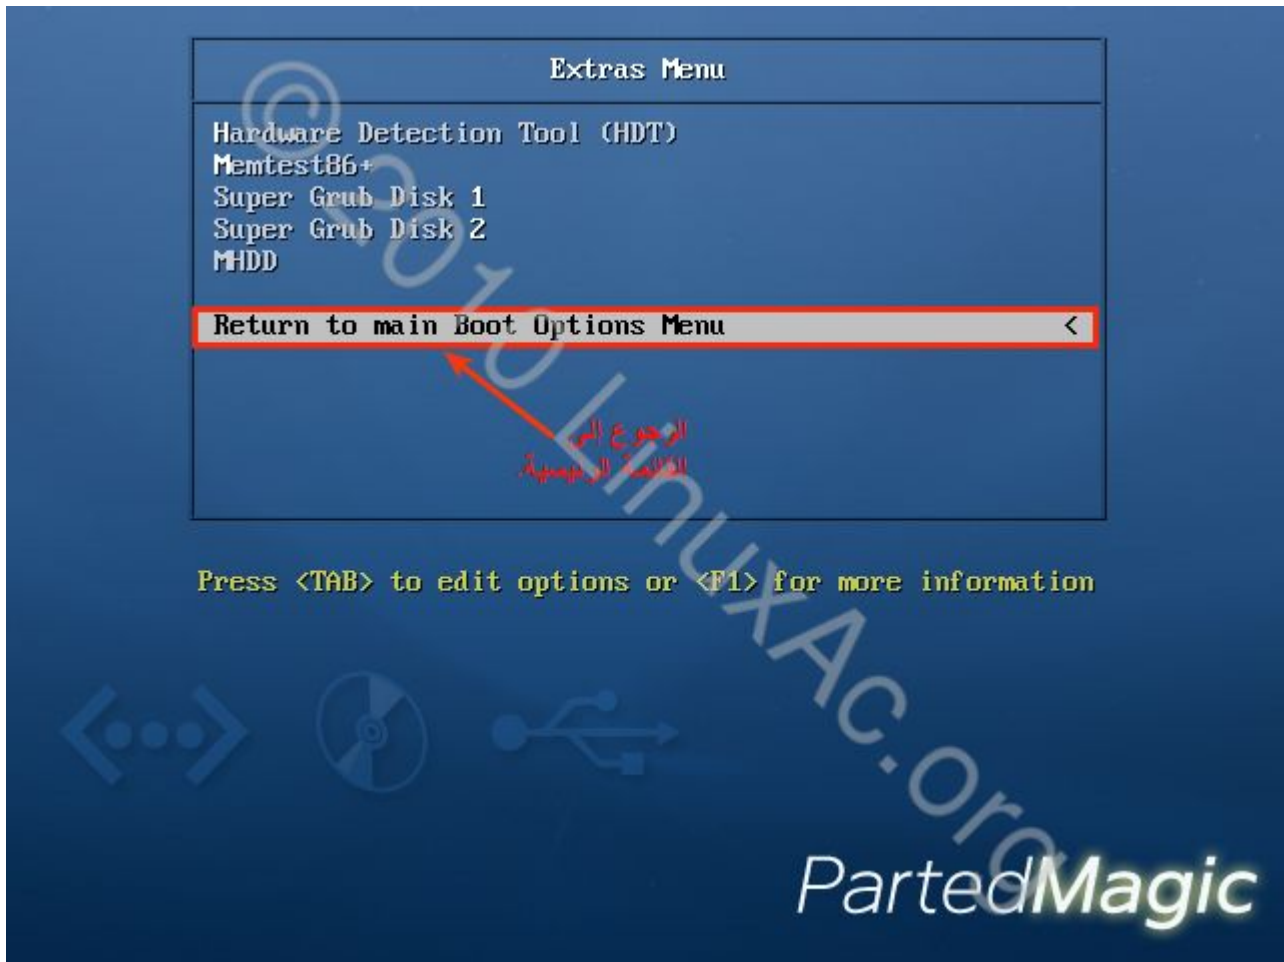 Extras Menu
Hardware Detection Tool (HDT)
Memtest86+
Super Grub Disk 1
Super Grub Disk 2
MHDD
Return to main Boot Options Menu <
الرجوع إلى
القائمة الرئيسية.
Press <TAB> to edit options or <F1> for more information
©2010 LinuxAc.org
PartedMagic